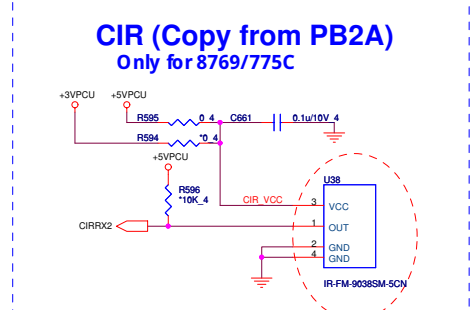 CIR (Copy from PB2A)
Only for 8769/775C
+3VPCU +5VPCU
R595 0_4 C661 0.1u/10V_4
R594 *0_4
+5VPCU
R596
*10K_4
U38
CIR_VCC 3 VCC
CIRRX2 1 OUT
2 GND
4 GND
IR-FM-9038SM-5CN